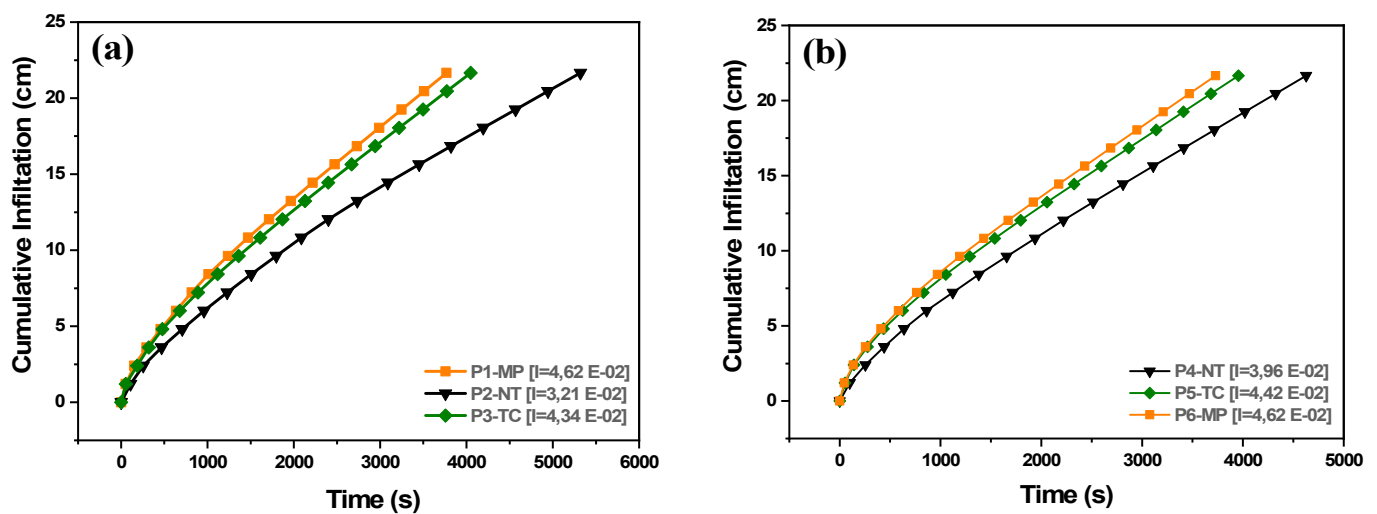 (a)
Cumulative Infiltation (cm)
25
20
15
10
5
0
P1-MP [I=4,62 E-02]
P2-NT [I=3,21 E-02]
P3-TC [I=4,34 E-02]
0 1000 2000 3000 4000 5000 6000
Time (s)
(b)
Cumulative Infiltation (cm)
25
20
15
10
5
0
P4-NT [I=3,96 E-02]
P5-TC [I=4,42 E-02]
P6-MP [I=4,62 E-02]
0 1000 2000 3000 4000 5000
Time (s)